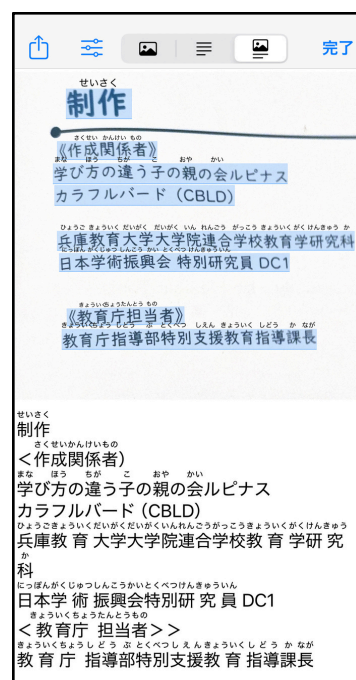 完了
せいさく
制作
さくせい かんけい もの
《作成関係者》
まな ほう ちが こ おや かい
学び方の違う子の親の会ルピナス
カラフルバード（CBLD）
ひょうご きょういく だいがく だいがく いん れんごう がっこう きょういく がく けんきゅう か
兵庫教育大学大学院連合学校教育学研究科
にっぽん がくじゅつ しんこう かい とくべつ けんきゅういん
日本学術振興会 特別研究員 DC1
きょういくちょうたんとう もの
《教育庁担当者》
きょういくちょう しどう ぶ とくべつ しえん きょういく しどう か なが
教育庁指導部特別支援教育指導課長
せいさく
制作
さくせいかんけいもの
＜作成関係者）
まな ほう ちが こ おや かい
学び方の違う子の親の会ルピナス
カラフルバード（CBLD）
ひょうごきょういくだいがくだいがくいんれんごうがっこうきょういくがくけんきゅう
兵庫教 育 大学大学院連合学校教 育 学研 究
か
科
にっぽんがくじゅつしんこうかいとくべつけんきゅういん
日本学 術 振興会特別研 究 員 DC1
きょういくちょうたんとうもの
＜教育庁 担当者＞＞
きょういくちょうしどう ぶ とくべつしえんきょういくしどう か なが
教 育 庁 指導部特別支援教 育 指導課長